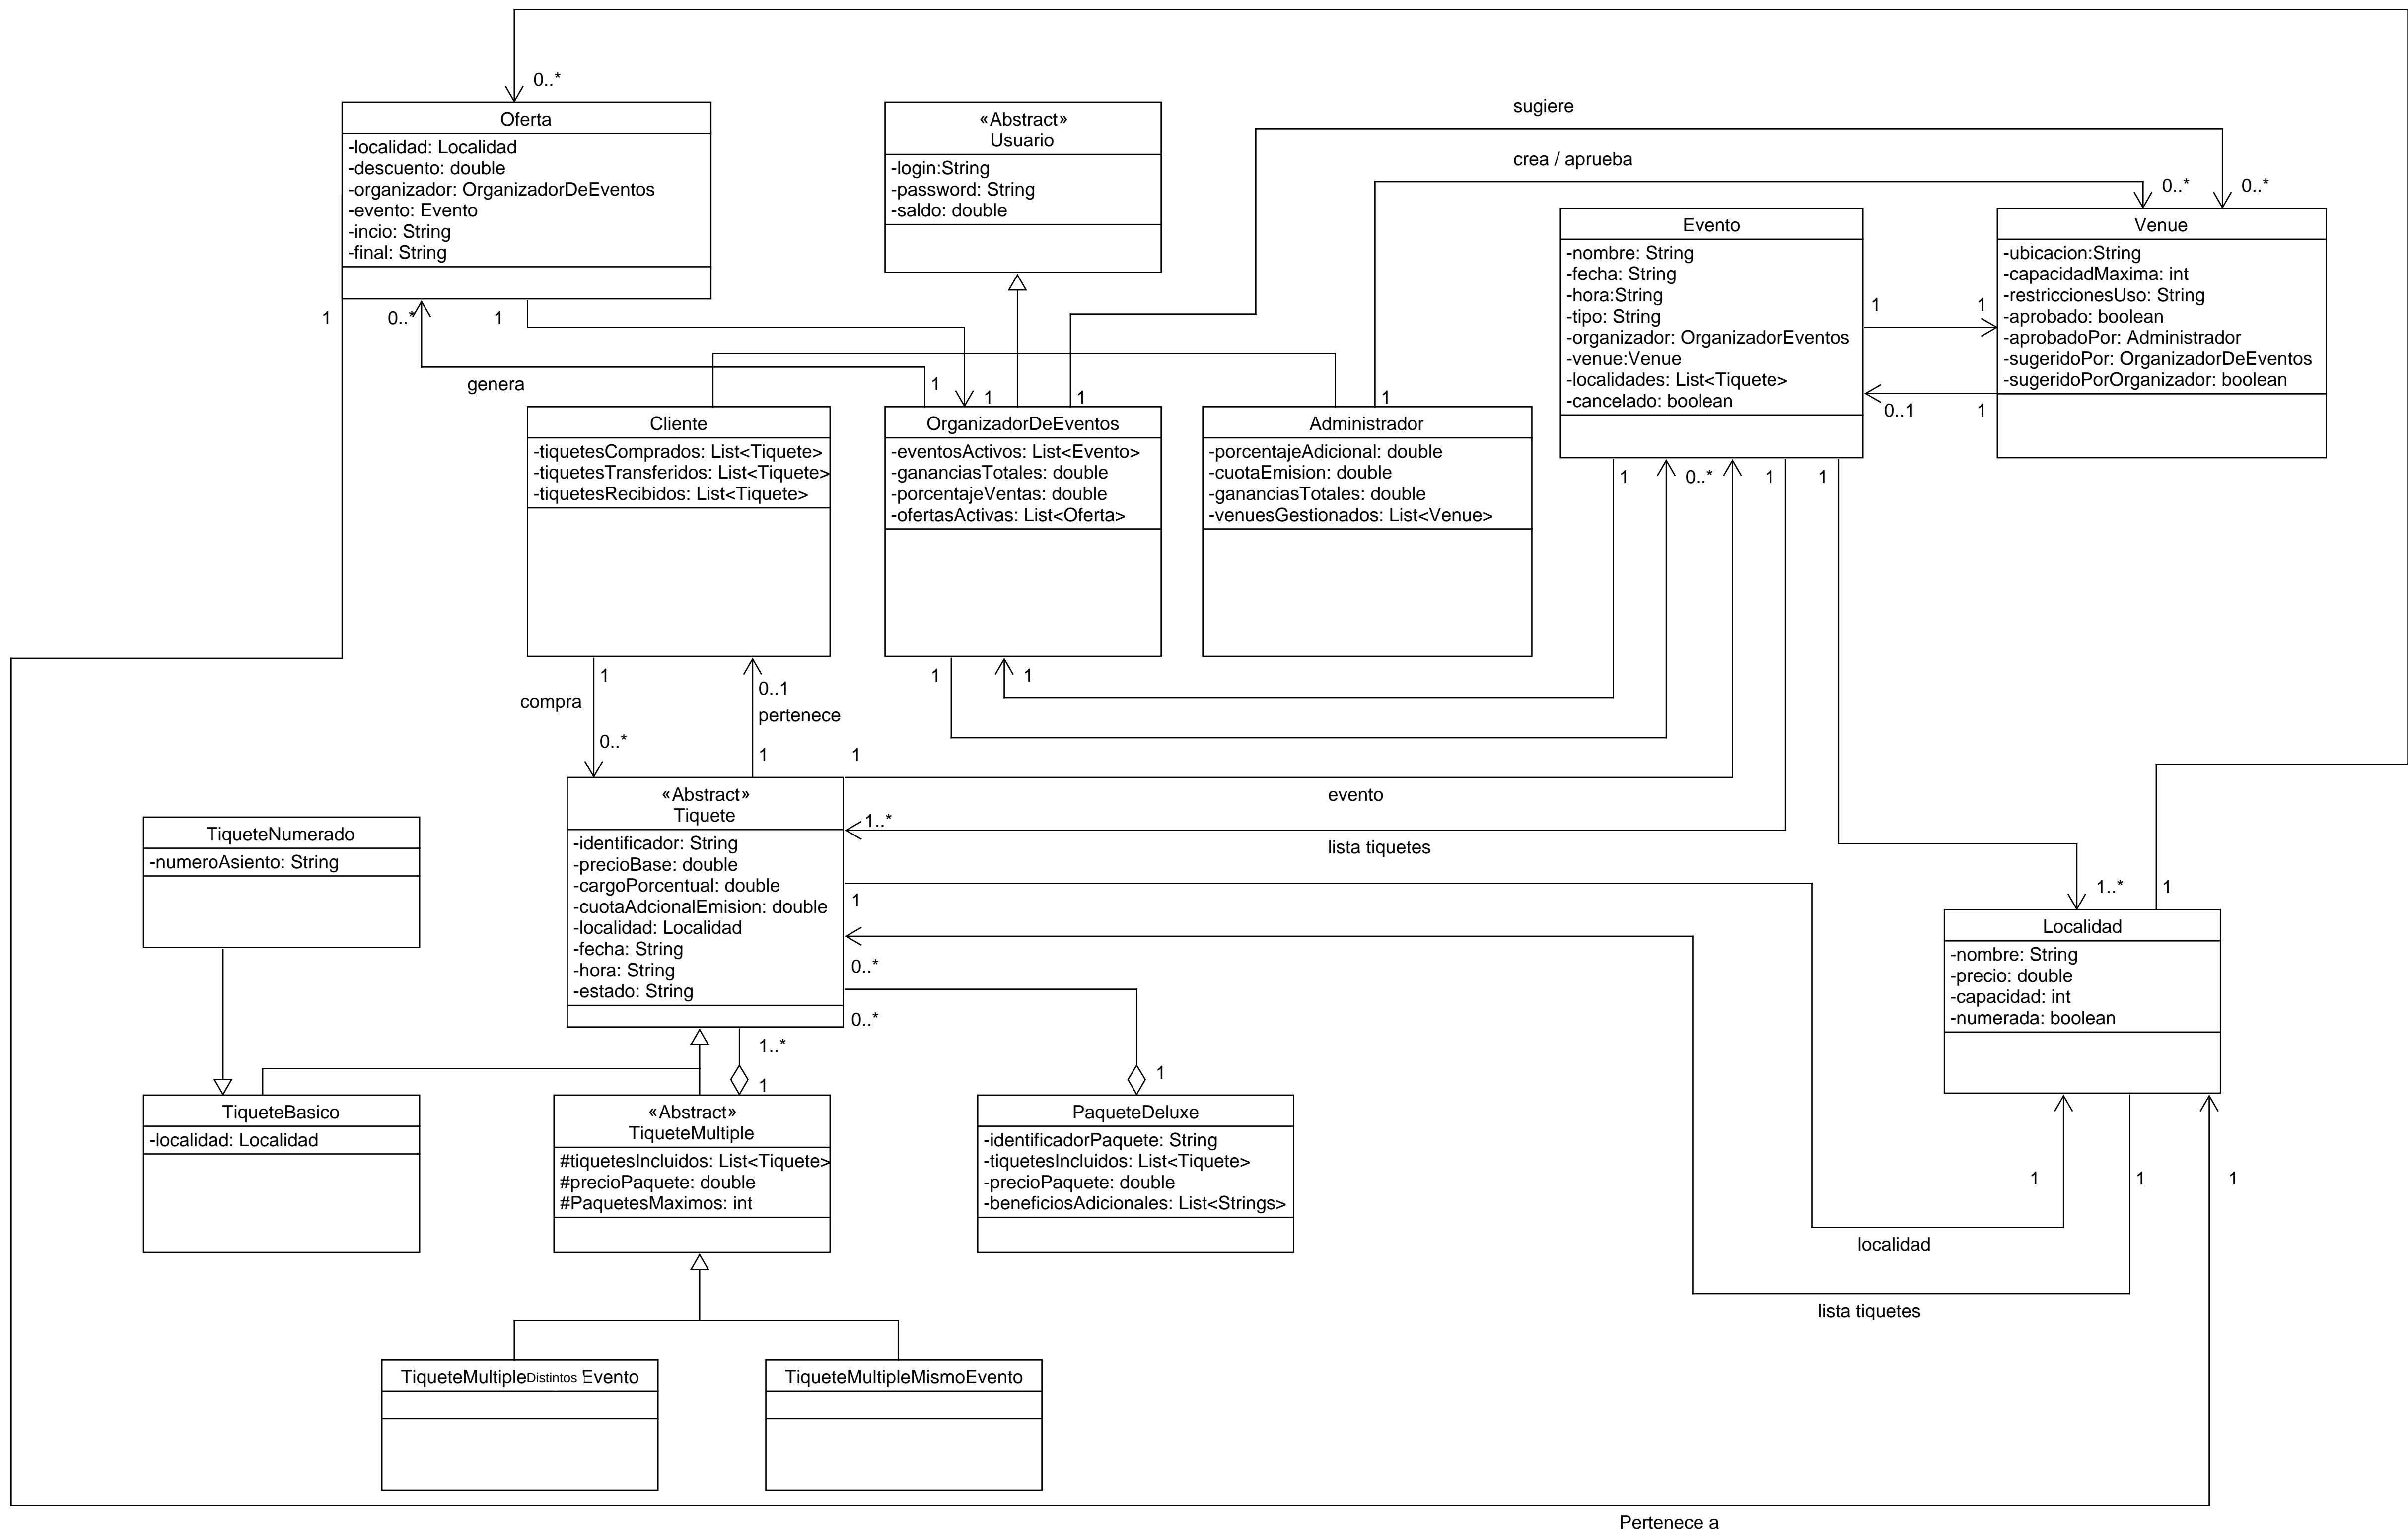 0..*
Oferta
-localidad: Localidad
-descuento: double
-organizador: OrganizadorDeEventos
-evento: Evento
-incio: String
-final: String
1
0..*
1
genera
«Abstract»
Usuario
-login:String
-password: String
-saldo: double
sugiere
crea / aprueba
0..*
0..*
Evento
-nombre: String
-fecha: String
-hora:String
-tipo: String
-organizador: OrganizadorEventos
-venue:Venue
-localidades: List<Tiquete>
-cancelado: boolean
1
1
0..1
1
Venue
-ubicacion:String
-capacidadMaxima: int
-restriccionesUso: String
-aprobado: boolean
-aprobadoPor: Administrador
-sugeridoPor: OrganizadorDeEventos
-sugeridoPorOrganizador: boolean
1
1
1
1
Cliente
-tiquetesComprados: List<Tiquete>
-tiquetesTransferidos: List<Tiquete>
-tiquetesRecibidos: List<Tiquete>
OrganizadorDeEventos
-eventosActivos: List<Evento>
-gananciasTotales: double
-porcentajeVentas: double
-ofertasActivas: List<Oferta>
Administrador
-porcentajeAdicional: double
-cuotaEmision: double
-gananciasTotales: double
-venuesGestionados: List<Venue>
1
0..*
1
1
1
compra
0..*
0..1
pertenece
1
1
1
1
evento
1..*
lista tiquetes
«Abstract»
Tiquete
-identificador: String
-precioBase: double
-cargoPorcentual: double
-cuotaAdcionalEmision: double
-localidad: Localidad
-fecha: String
-hora: String
-estado: String
1
0..*
0..*
TiqueteNumerado
-numeroAsiento: String
1..*
1
Localidad
-nombre: String
-precio: double
-capacidad: int
-numerada: boolean
1..*
1
1
TiqueteBasico
-localidad: Localidad
«Abstract»
TiqueteMultiple
#tiquetesIncluidos: List<Tiquete>
#precioPaquete: double
#PaquetesMaximos: int
PaqueteDeluxe
-identificadorPaquete: String
-tiquetesIncluidos: List<Tiquete>
-precioPaquete: double
-beneficiosAdicionales: List<Strings>
1
1
1
localidad
lista tiquetes
TiqueteMultipleDistintos Evento
TiqueteMultipleMismoEvento
Pertenece a